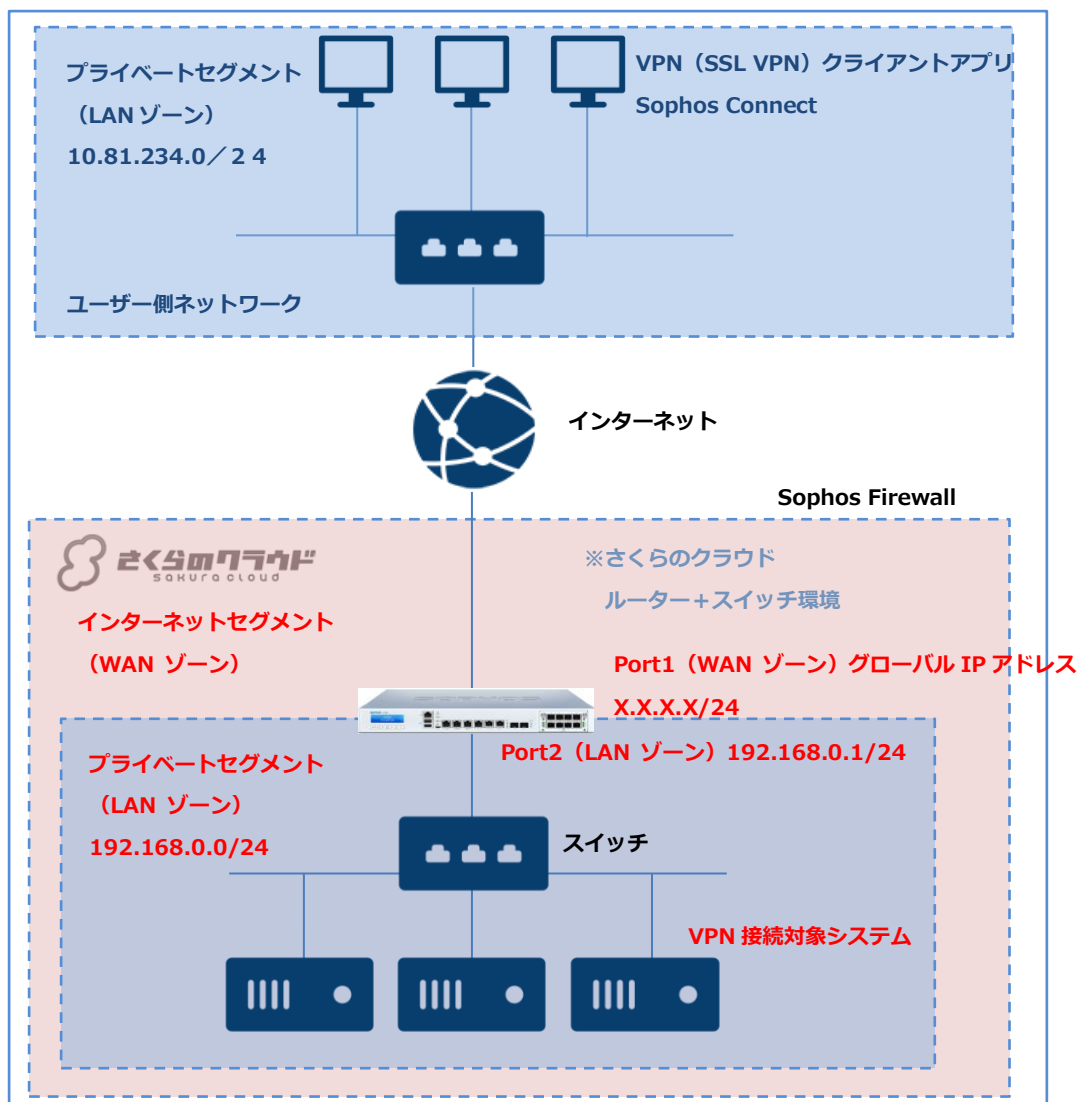 プライベートセグメント
（LAN ゾーン）
10.81.234.0／２４
VPN（SSL VPN）クライアントアプリ
Sophos Connect
ユーザー側ネットワーク
インターネット
Sophos Firewall
さくらのクラウド
sakura cloud
※さくらのクラウド
ルーター＋スイッチ環境
インターネットセグメント
（WAN ゾーン）
Port1（WAN ゾーン）グローバル IP アドレス
X.X.X.X/24
Port2（LAN ゾーン）192.168.0.1/24
プライベートセグメント
（LAN ゾーン）
192.168.0.0/24
スイッチ
VPN 接続対象システム